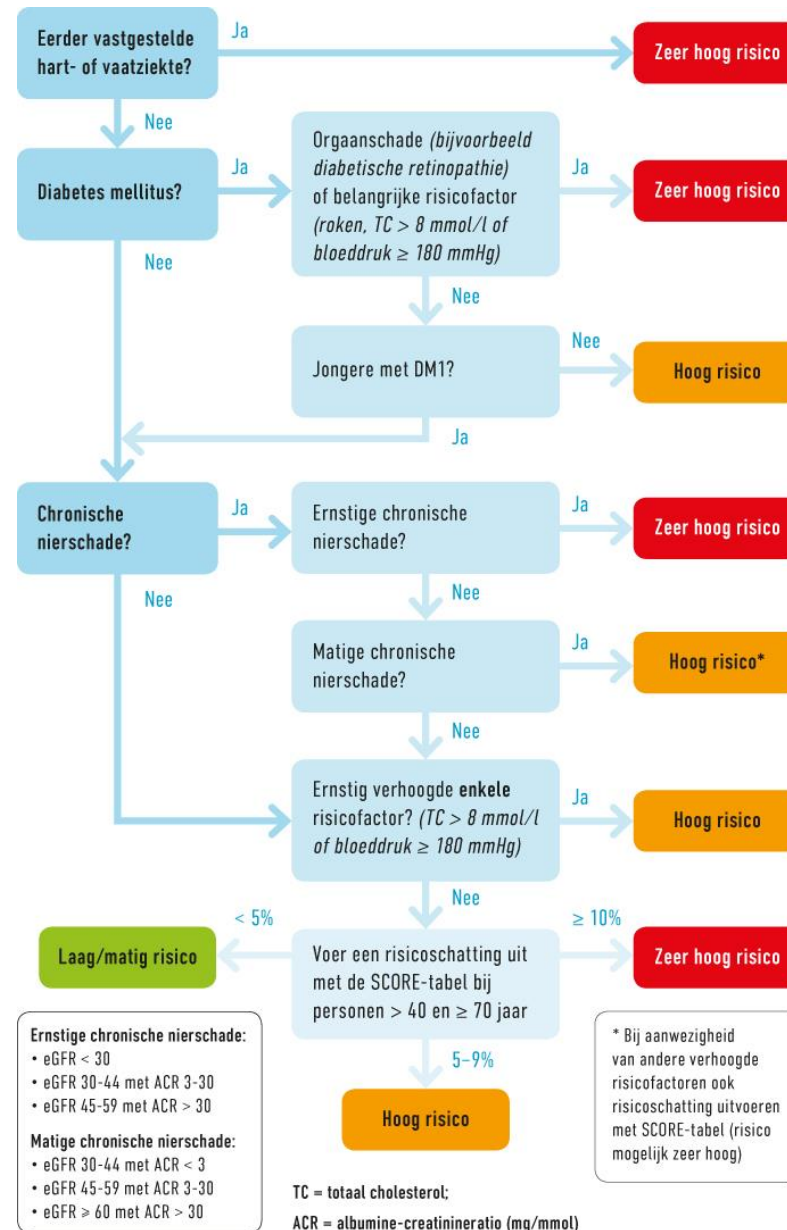 Eerder vastgestelde
hart- of vaatziekte?
Ja
Zeer hoog risico
Nee
Diabetes mellitus?
Ja
Orgaanschade (bijvoorbeeld
diabetische retinopathie)
of belangrijke risicofactor
(roken, TC > 8 mmol/l of
bloeddruk ≥ 180 mmHg)
Ja
Zeer hoog risico
Nee
Nee
Jongere met DM1?
Nee
Hoog risico
Ja
Chronische
nierschade?
Ja
Ernstige chronische
nierschade?
Ja
Zeer hoog risico
Nee
Nee
Matige chronische
nierschade?
Ja
Hoog risico*
Nee
Ernstig verhoogde enkele
risicofactor? (TC > 8 mmol/l
of bloeddruk ≥ 180 mmHg)
Ja
Hoog risico
Nee
< 5%
≥ 10%
Laag/matig risico
Voer een risicoschatting uit
met de SCORE-tabel bij
personen > 40 en ≥ 70 jaar
Zeer hoog risico
5–9%
Hoog risico
Ernstige chronische nierschade:
• eGFR < 30
• eGFR 30-44 met ACR 3-30
• eGFR 45-59 met ACR > 30
Matige chronische nierschade:
• eGFR 30-44 met ACR < 3
• eGFR 45-59 met ACR 3-30
• eGFR ≥ 60 met ACR > 30
* Bij aanwezigheid
van andere verhoogde
risicofactoren ook
risicoschatting uitvoeren
met SCORE-tabel (risico
mogelijk zeer hoog)
TC = totaal cholesterol;
ACR = albumine-creatinineratio (mg/mmol)